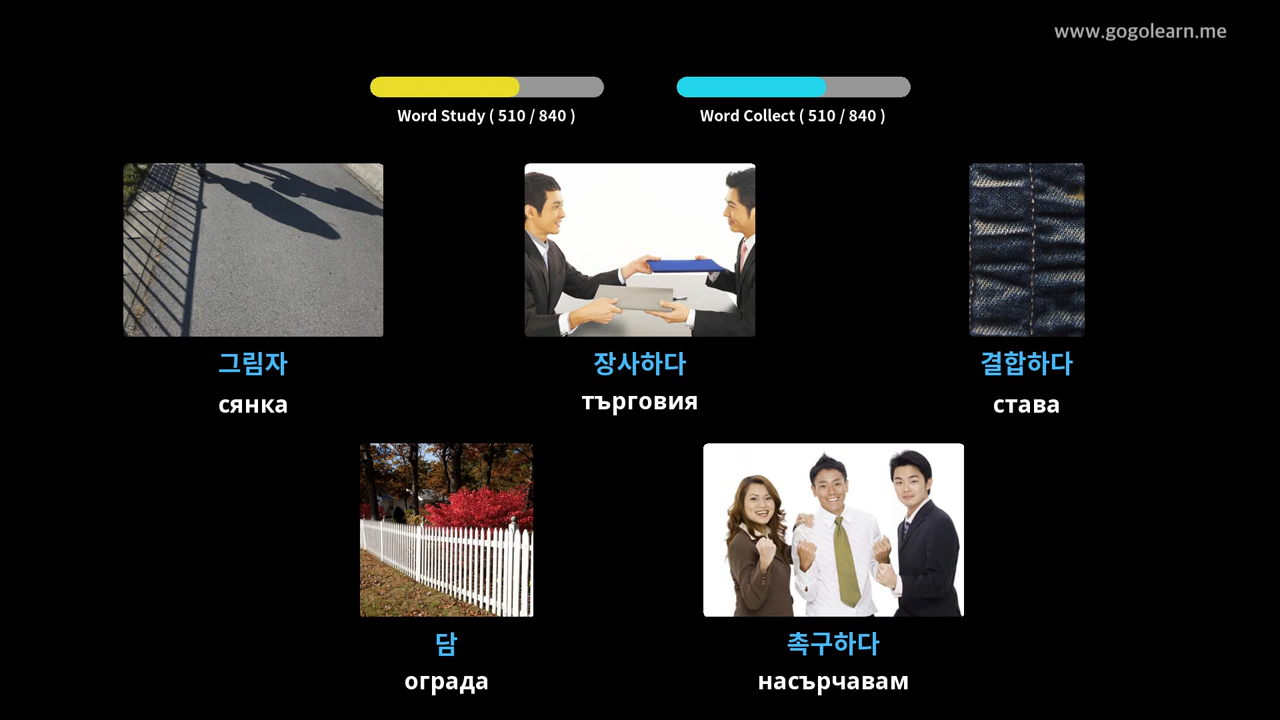 www.gogolearn.me
Word Study ( 510 / 840 )
Word Collect ( 510 / 840 )
그림자
сянка
장사하다
търговия
결합하다
става
담
ограда
촉구하다
насърчавам